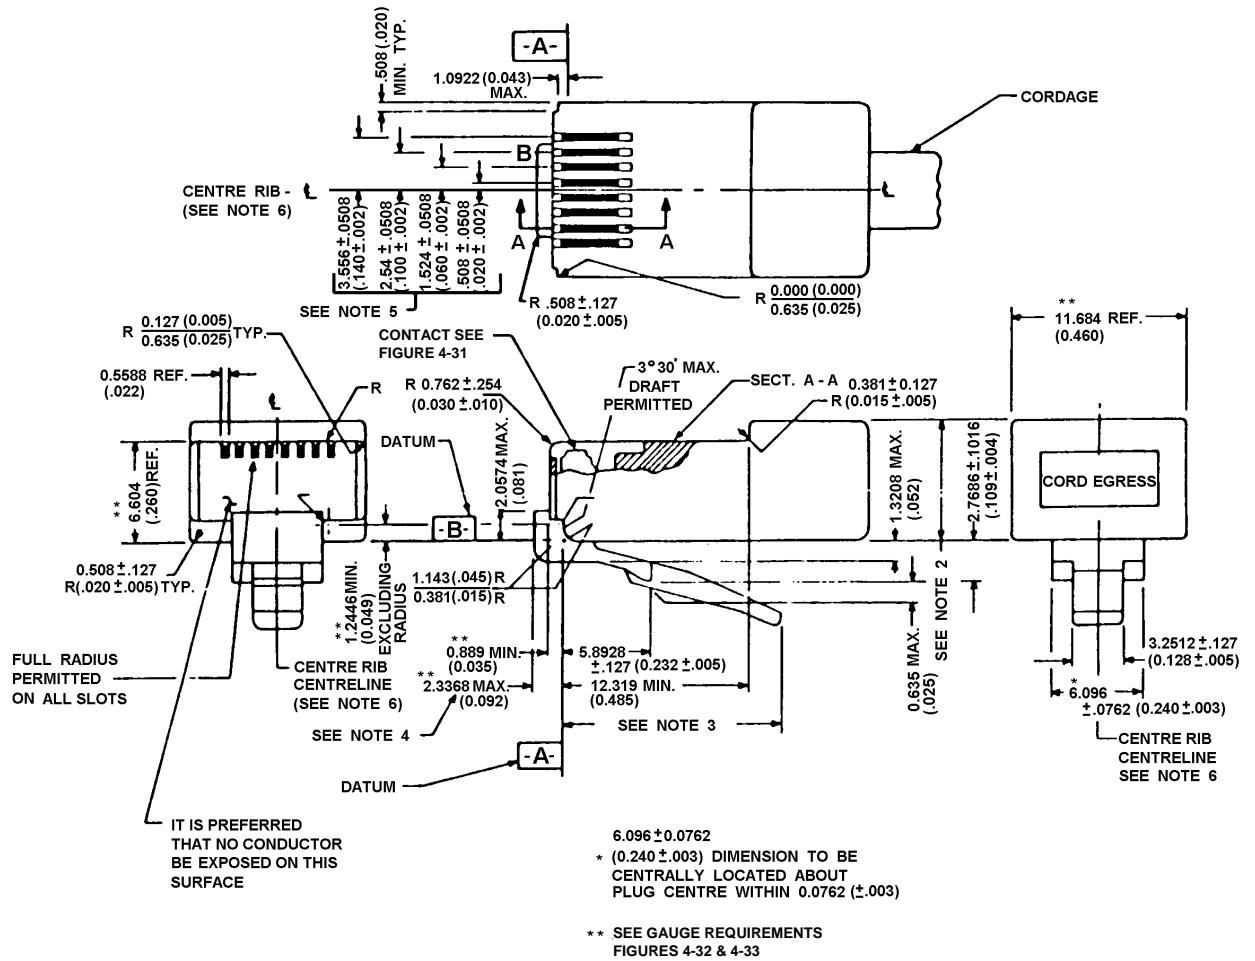 .508 (.020)
MIN. TYP.
-A-
1.0922 (0.043)
MAX.
CORDAGE
B
CENTRE RIB - ℄
(SEE NOTE 6)
℄
A
A
3.556 ±.0508
(.140 ±.002)
2.54 ±.0508
(.100 ±.002)
1.524 ±.0508
(.060 ±.002)
.508 ±.0508
(.020 ±.002)
SEE NOTE 5
R .508 ±.127
(0.020 ±.005)
R 0.000 (0.000)
0.635 (0.025)
R 0.127 (0.005) TYP.
0.635 (0.025)
CONTACT SEE
FIGURE 4-31
3°30' MAX.
DRAFT
PERMITTED
SECT. A - A
0.381 ±0.127
R (0.015 ±.005)
**
11.684 REF.
(0.460)
0.5588 REF.
(.022)
℄
R
R 0.762 ±.254
(0.030 ±.010)
DATUM
2.0574 MAX.
(.081)
** 6.604
(.260) REF.
-B-
1.3208 MAX.
(.052)
2.7686 ±.1016
(.109 ±.004)
CORD EGRESS
0.508 ±.127
R(.020 ±.005) TYP.
** 1.2446 MIN.
(0.049)
EXCLUDING
RADIUS
1.143 (.045) R
0.381 (.015) R
SEE NOTE 2
**
0.889 MIN.
(0.035)
5.8928
±.127 (0.232 ±.005)
**
2.3368 MAX.
(0.092)
12.319 MIN.
(0.485)
0.635 MAX.
(.025)
3.2512 ±.127
(0.128 ±.005)
*
6.096
±.0762 (0.240 ±.003)
FULL RADIUS
PERMITTED
ON ALL SLOTS
CENTRE RIB
CENTRELINE
(SEE NOTE 6)
SEE NOTE 4
SEE NOTE 3
-A-
DATUM
CENTRE RIB
CENTRELINE
SEE NOTE 6
IT IS PREFERRED
THAT NO CONDUCTOR
BE EXPOSED ON THIS
SURFACE
6.096 ±0.0762
* (0.240 ±.003) DIMENSION TO BE
CENTRALLY LOCATED ABOUT
PLUG CENTRE WITHIN 0.0762 (±.003)
** SEE GAUGE REQUIREMENTS
FIGURES 4-32 & 4-33